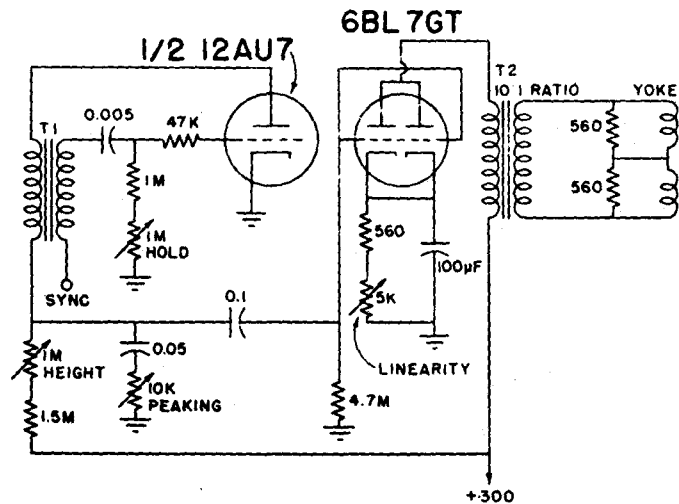 6BL7GT
1/2 12AU7
T1
0.005
47K
1M
1M
HOLD
SYNC
T2
10:1 RATIO
YOKE
560
560
560
100µF
5K
LINEARITY
0.1
0.05
10K
PEAKING
1M
HEIGHT
1.5M
4.7M
+300